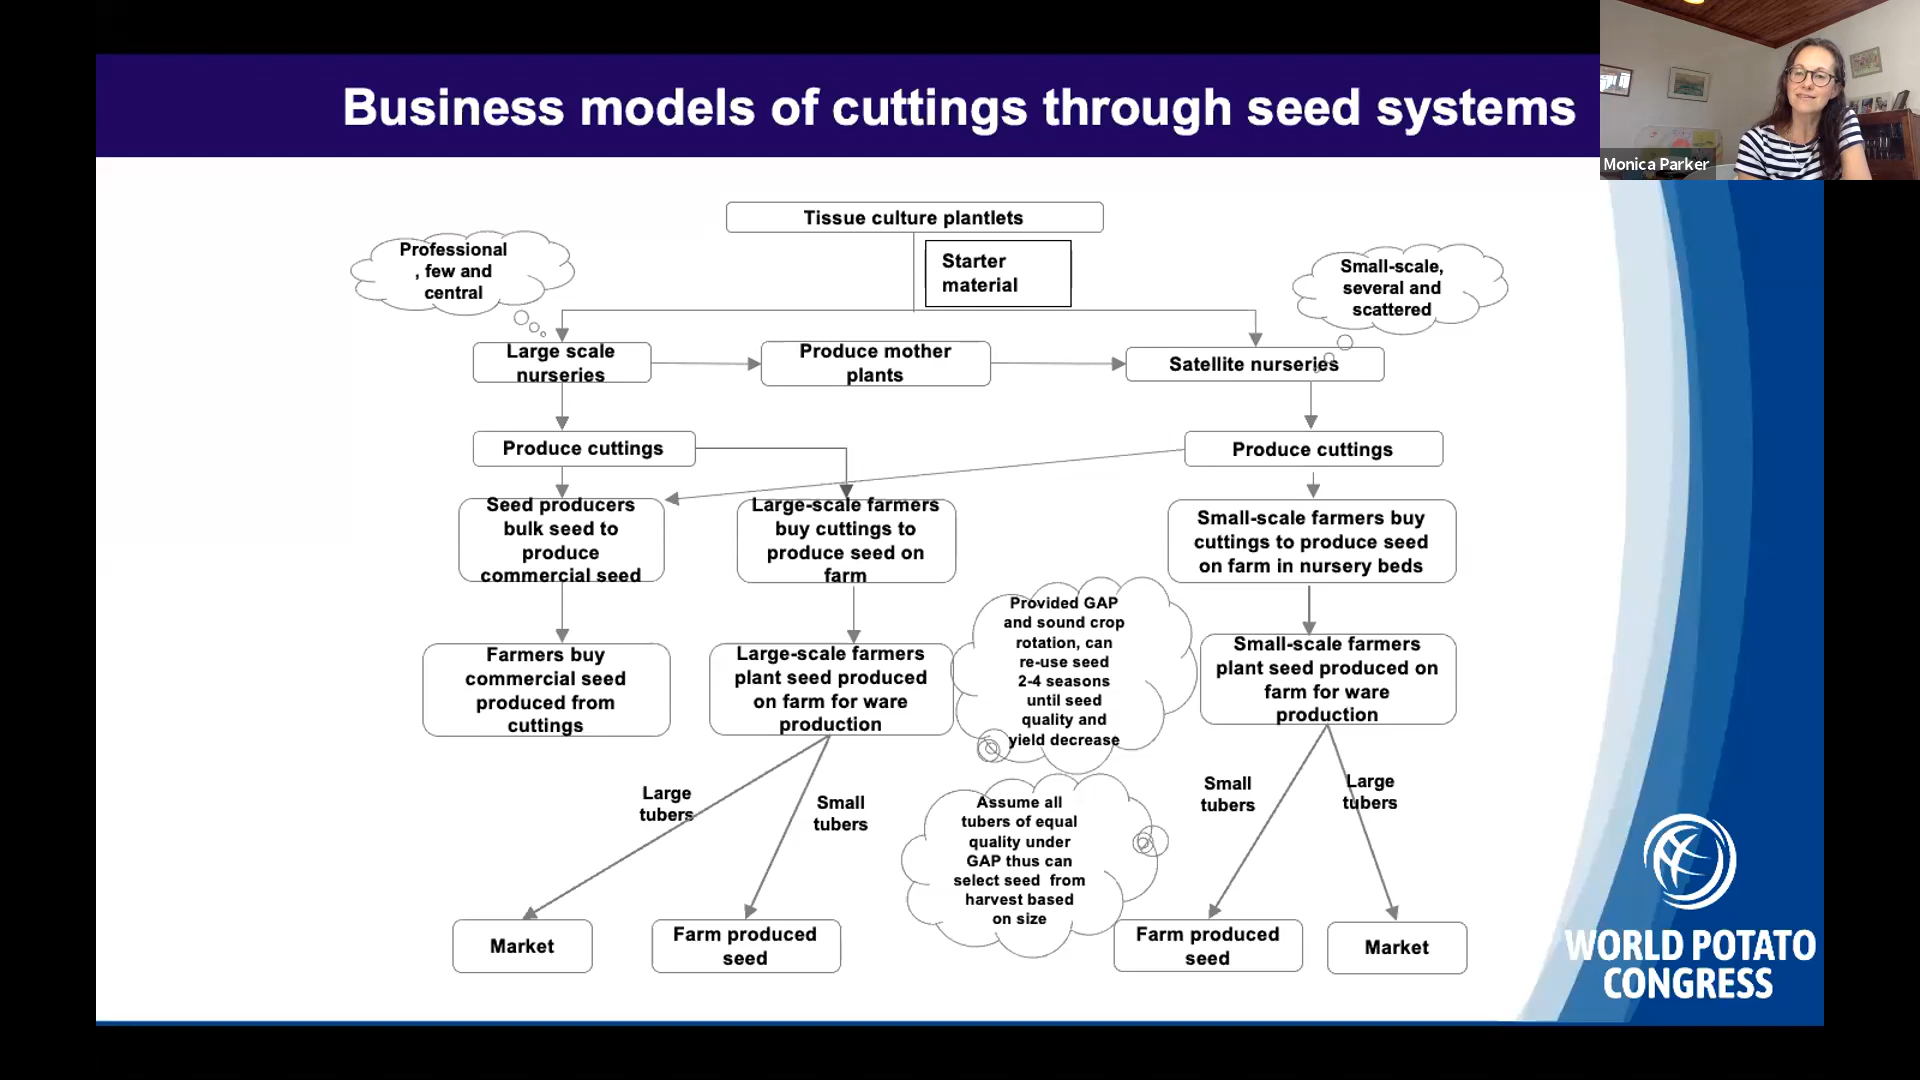 Business models of cuttings through seed systems
Monica Parker
Tissue culture plantlets
Starter
material
Professional
, few and
central
Small-scale,
several and
scattered
Large scale
nurseries
Produce mother
plants
Satellite nurseries
Produce cuttings
Produce cuttings
Seed producers
bulk seed to
produce
commercial seed
Large-scale farmers
buy cuttings to
produce seed on
farm
Small-scale farmers buy
cuttings to produce seed
on farm in nursery beds
Farmers buy
commercial seed
produced from
cuttings
Large-scale farmers
plant seed produced
on farm for ware
production
Provided GAP
and sound crop
rotation, can
re-use seed
2-4 seasons
until seed
quality and
yield decrease
Small-scale farmers
plant seed produced on
farm for ware
production
Large
tubers
Small
tubers
Assume all
tubers of equal
quality under
GAP thus can
select seed from
harvest based
on size
Small
tubers
Large
tubers
Market
Farm produced
seed
Farm produced
seed
Market
WORLD POTATO
CONGRESS